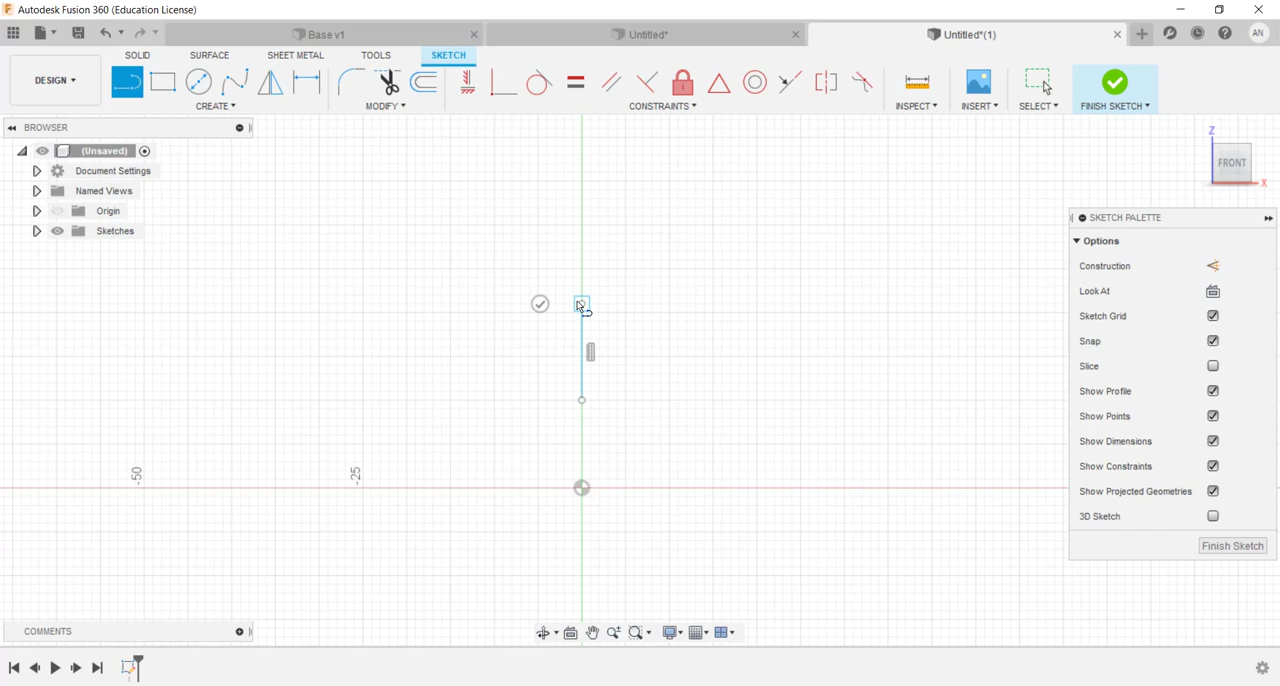 Autodesk Fusion 360 (Education License)
Base v1
Untitled*
Untitled*(1)
AN
DESIGN
SOLID
SURFACE
SHEET METAL
TOOLS
SKETCH
CREATE
MODIFY
CONSTRAINTS
INSPECT
INSERT
SELECT
FINISH SKETCH
BROWSER
(Unsaved)
Document Settings
Named Views
Origin
Sketches
Z
FRONT
X
SKETCH PALETTE
Options
Construction
Look At
Sketch Grid
Snap
Slice
Show Profile
Show Points
Show Dimensions
Show Constraints
Show Projected Geometries
3D Sketch
Finish Sketch
-50
-25
COMMENTS